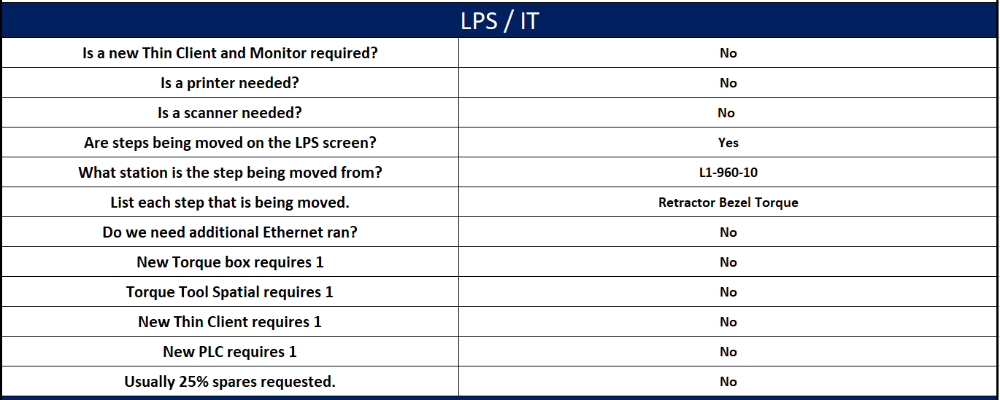 LPS / IT
Is a new Thin Client and Monitor required? No
Is a printer needed? No
Is a scanner needed? No
Are steps being moved on the LPS screen? Yes
What station is the step being moved from? L1-960-10
List each step that is being moved. Retractor Bezel Torque
Do we need additional Ethernet ran? No
New Torque box requires 1 No
Torque Tool Spatial requires 1 No
New Thin Client requires 1 No
New PLC requires 1 No
Usually 25% spares requested. No